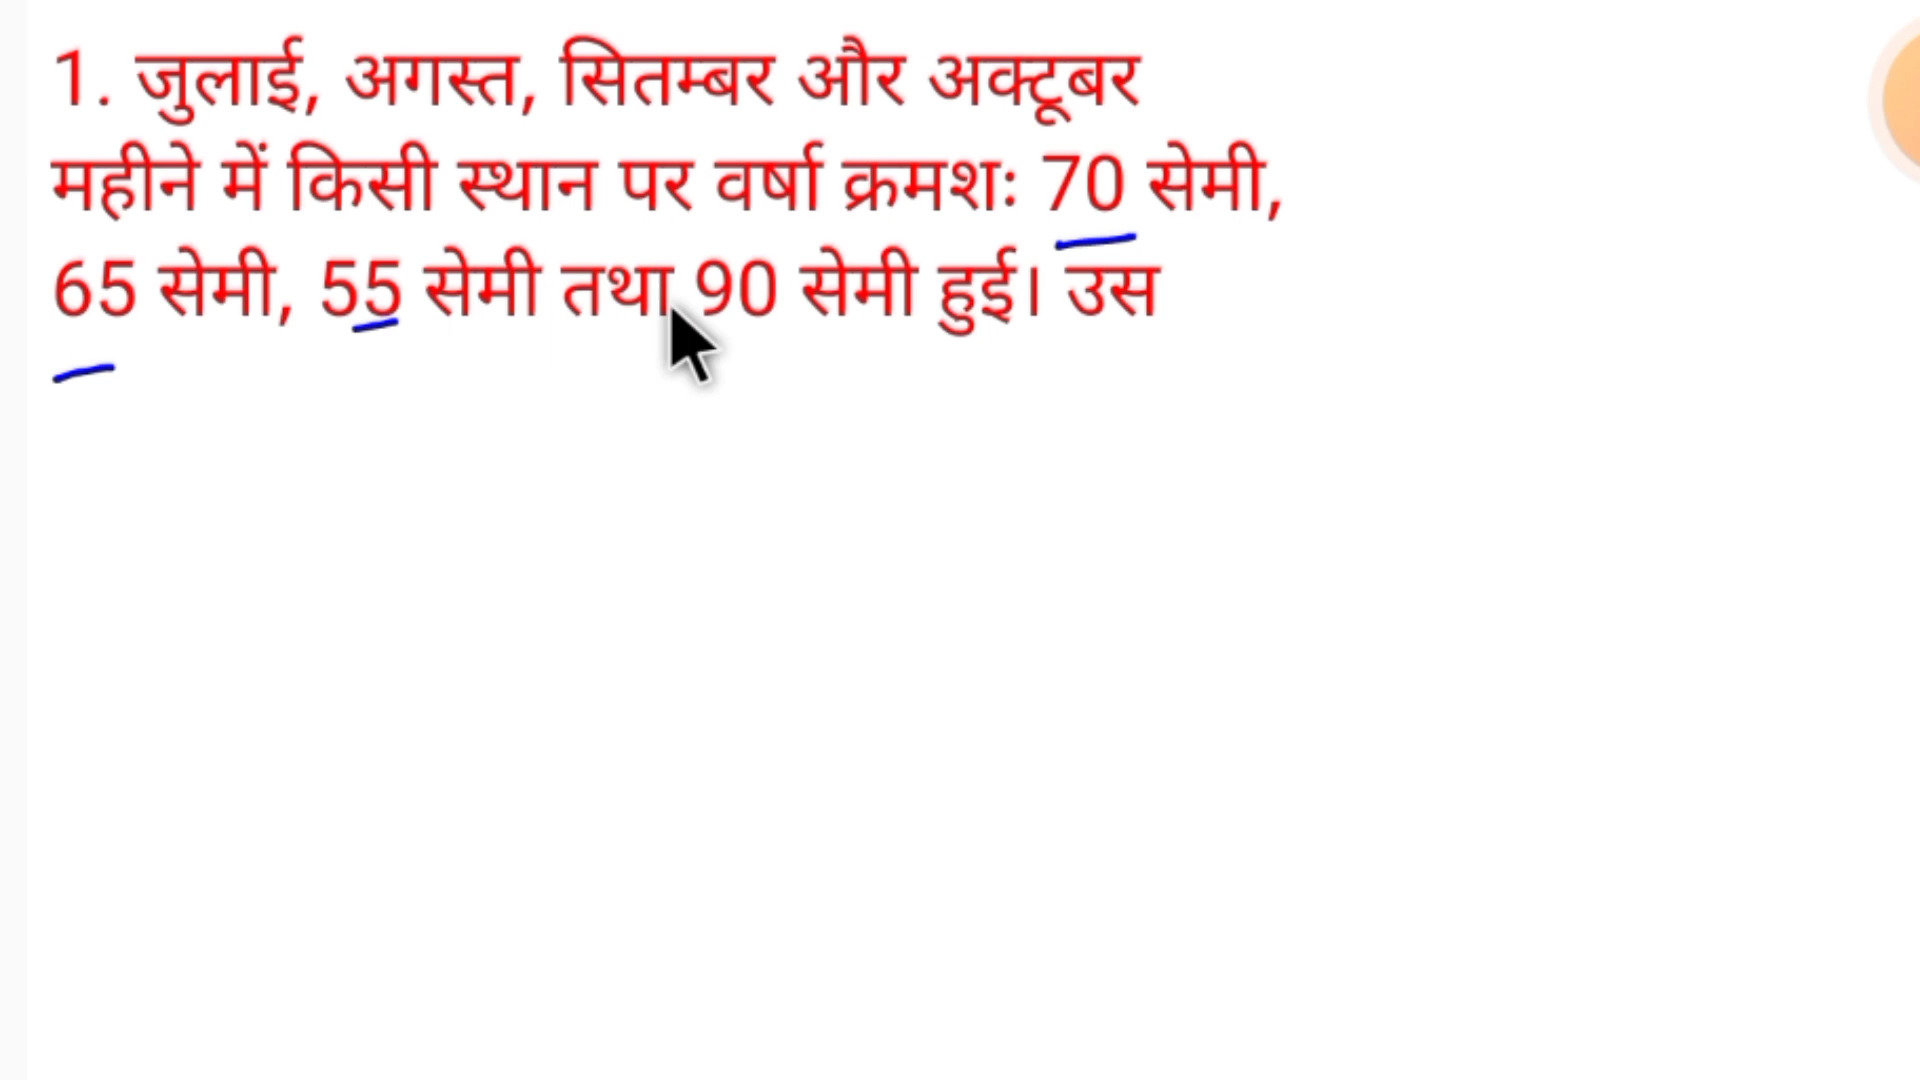 1. जुलाई, अगस्त, सितम्बर और अक्टूबर
महीने में किसी स्थान पर वर्षा क्रमशः 70 सेमी,
65 सेमी, 55 सेमी तथा 90 सेमी हुई। उस